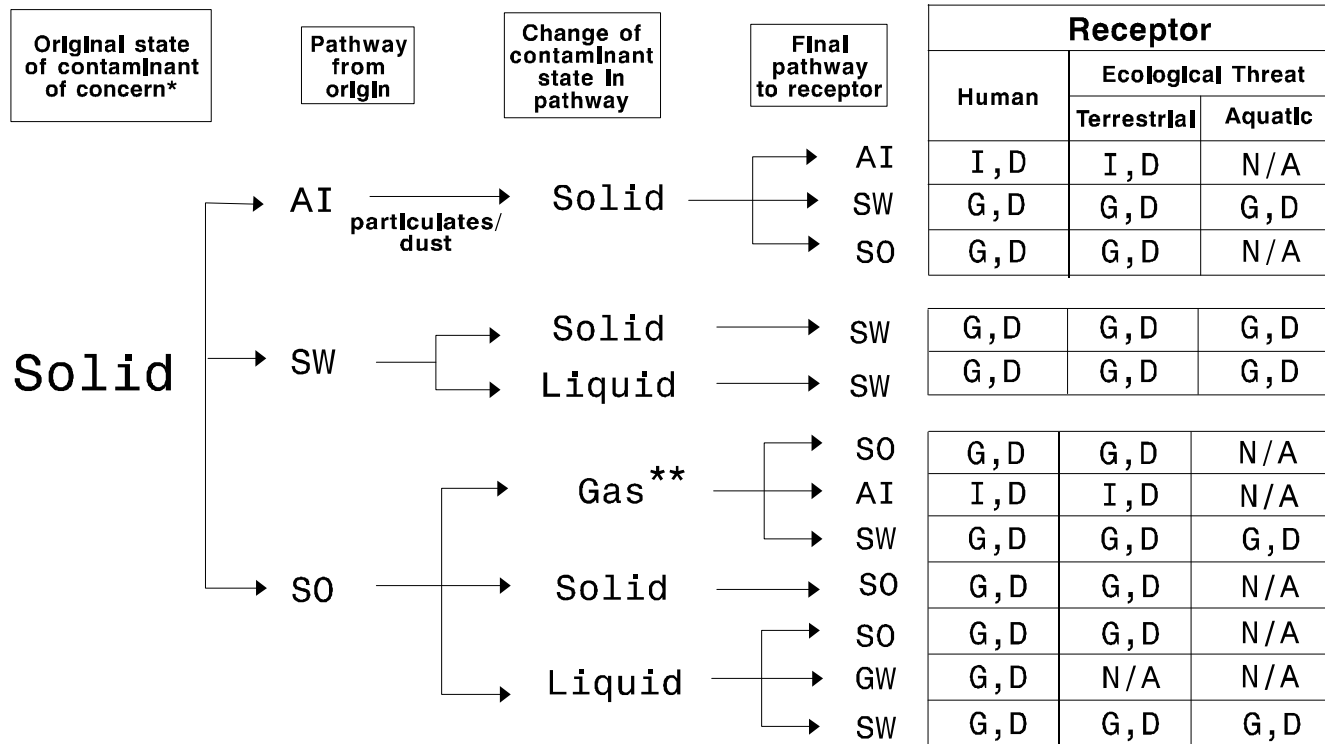 Original state
of contaminant
of concern*
Pathway
from
origin
Change of
contaminant
state in
pathway
Final
pathway
to receptor
Receptor
Human
Ecological Threat
Terrestrial
Aquatic
Solid
AI
particulates/
dust
Solid
AI
I,D
I,D
N/A
SW
G,D
G,D
G,D
SO
G,D
G,D
N/A
SW
Solid
SW
G,D
G,D
G,D
Liquid
SW
G,D
G,D
G,D
SO
Gas**
SO
G,D
G,D
N/A
AI
I,D
I,D
N/A
SW
G,D
G,D
G,D
Solid
SO
G,D
G,D
N/A
Liquid
SO
G,D
G,D
N/A
GW
G,D
N/A
N/A
SW
G,D
G,D
G,D